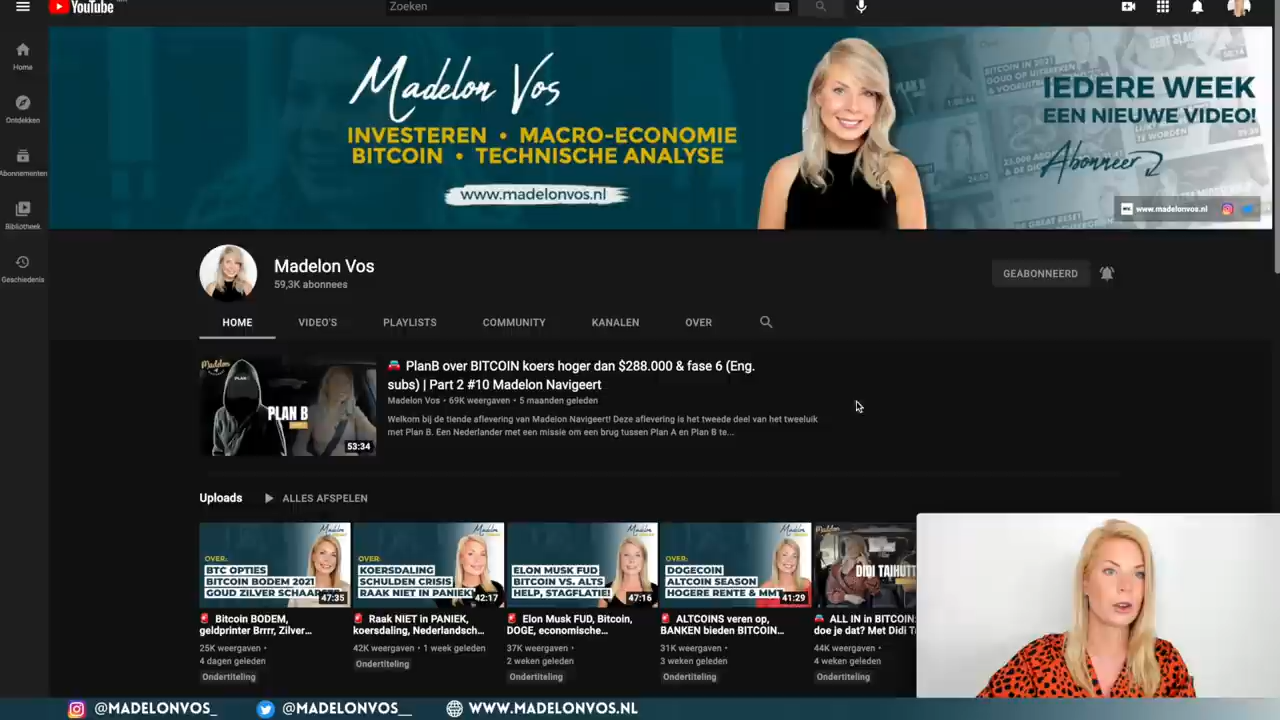 YouTube
Zoeken
Home
Ontdekken
Abonnementen
Bibliotheek
Geschiedenis
Madelon Vos
INVESTEREN • MACRO-ECONOMIE
BITCOIN • TECHNISCHE ANALYSE
www.madelonvos.nl
IEDERE WEEK
EEN NIEUWE VIDEO!
Abonneer
www.madelonvos.nl
Madelon Vos
59,3K abonnees
GEABONNEERD
HOME
VIDEO'S
PLAYLISTS
COMMUNITY
KANALEN
OVER
Madelon
PLAN B
53:34
PlanB over BITCOIN koers hoger dan $288.000 & fase 6 (Eng.
subs) | Part 2 #10 Madelon Navigeert
Madelon Vos • 69K weergaven • 5 maanden geleden
Welkom bij de tiende aflevering van Madelon Navigeert! Deze aflevering is het tweede deel van het tweeluik
met Plan B. Een Nederlander met een missie om een brug tussen Plan A en Plan B te...
Uploads
ALLES AFSPELEN
OVER:
BTC OPTIES
BITCOIN BODEM 2021
GOUD ZILVER
47:35
Bitcoin BODEM,
geldprinter Brrr, Zilver...
25K weergaven •
4 dagen geleden
Ondertiteling
OVER:
KOERSDALING
SCHULDEN CRISIS
RAAK NIET IN PANIEK
42:17
Raak NIET in PANIEK,
koersdaling, Nederlandsch...
42K weergaven • 1 week geleden
Ondertiteling
ELON MUSK FUD
BITCOIN VS. ALTS
HELP, STAGFLATIE!
47:16
Elon Musk FUD, Bitcoin,
DOGE, economische...
37K weergaven •
2 weken geleden
Ondertiteling
OVER:
DOGECOIN
ALTCOIN SEASON
HOGERE RENTE & MMT
41:29
ALTCOINS veren op,
BANKEN bieden BITCOIN...
31K weergaven •
3 weken geleden
Ondertiteling
DIDI TAIHUTT
ALL IN in BITCOIN
doe je dat? Met Didi
44K weergaven •
4 weken geleden
Ondertiteling
@MADELONVOS_
@MADELONVOS__
WWW.MADELONVOS.NL